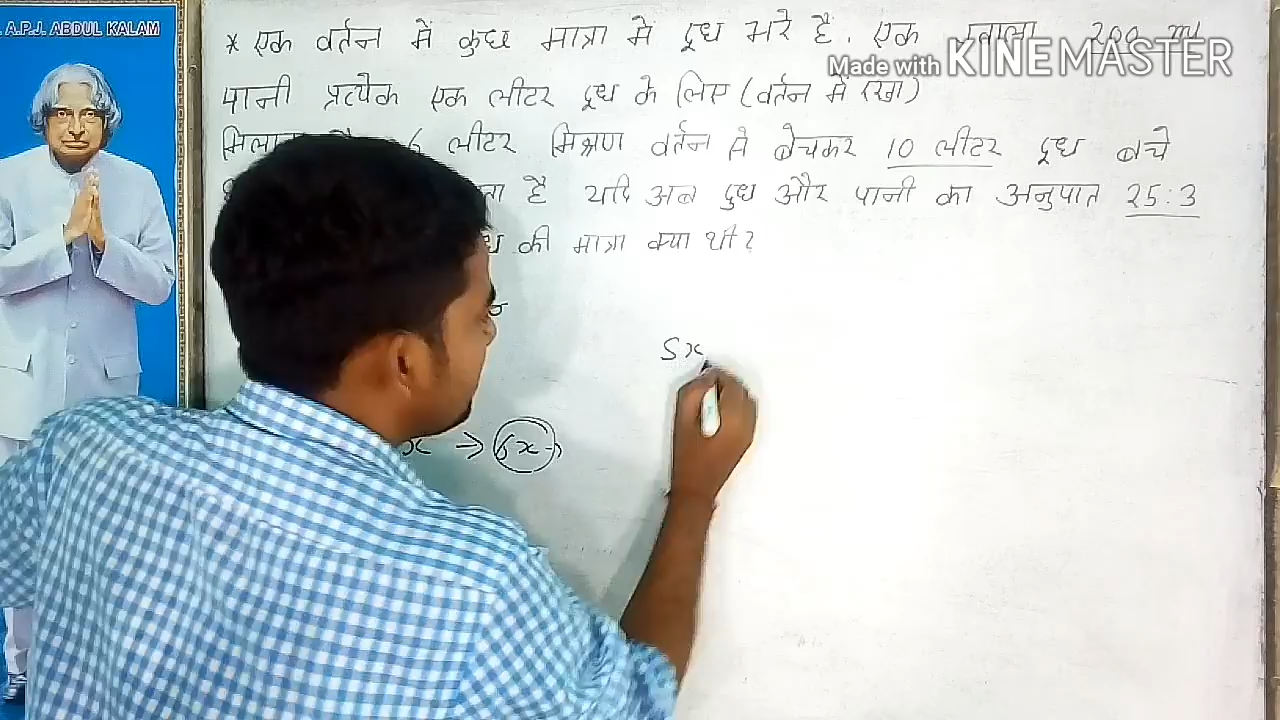 . A.P.J. ABDUL KALAM
* एक वर्तन में कुछ मात्रा में दूध भरे है. एक ग्वाला 200 ml
Made with KINEMASTER
पानी प्रत्येक एक लीटर दूध के लिए (वर्तन में रखा)
6 लीटर मिश्रण वर्तन से बेचकर 10 लीटर दूध बचे
है यदि अब दुध और पानी का अनुपात 25:3
की मात्रा क्या थी?
5x
x → 6x →